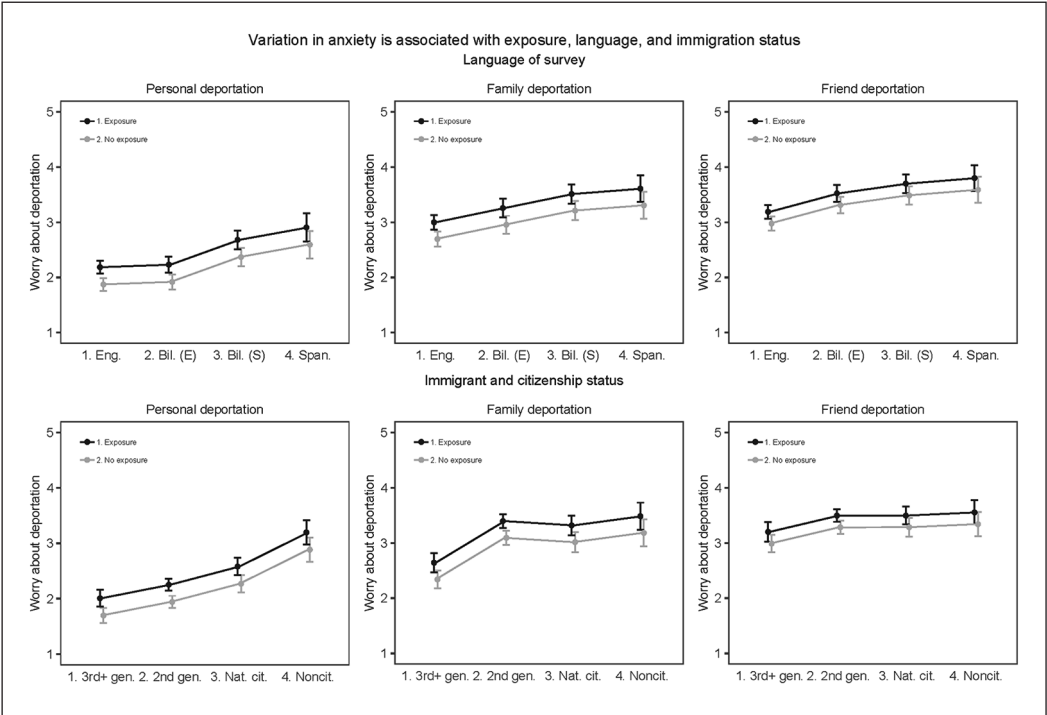 Variation in anxiety is associated with exposure, language, and immigration status
Language of survey
Personal deportation
Worry about deportation
5
4
3
2
1
1. Exposure
2. No exposure
1. Eng. 2. Bil. (E) 3. Bil. (S) 4. Span.
Family deportation
Worry about deportation
5
4
3
2
1
1. Exposure
2. No exposure
1. Eng. 2. Bil. (E) 3. Bil. (S) 4. Span.
Friend deportation
Worry about deportation
5
4
3
2
1
1. Exposure
2. No exposure
1. Eng. 2. Bil. (E) 3. Bil. (S) 4. Span.
Immigrant and citizenship status
Personal deportation
Worry about deportation
5
4
3
2
1
1. Exposure
2. No exposure
1. 3rd+ gen. 2. 2nd gen. 3. Nat. cit. 4. Noncit.
Family deportation
Worry about deportation
5
4
3
2
1
1. Exposure
2. No exposure
1. 3rd+ gen. 2. 2nd gen. 3. Nat. cit. 4. Noncit.
Friend deportation
Worry about deportation
5
4
3
2
1
1. Exposure
2. No exposure
1. 3rd+ gen. 2. 2nd gen. 3. Nat. cit. 4. Noncit.